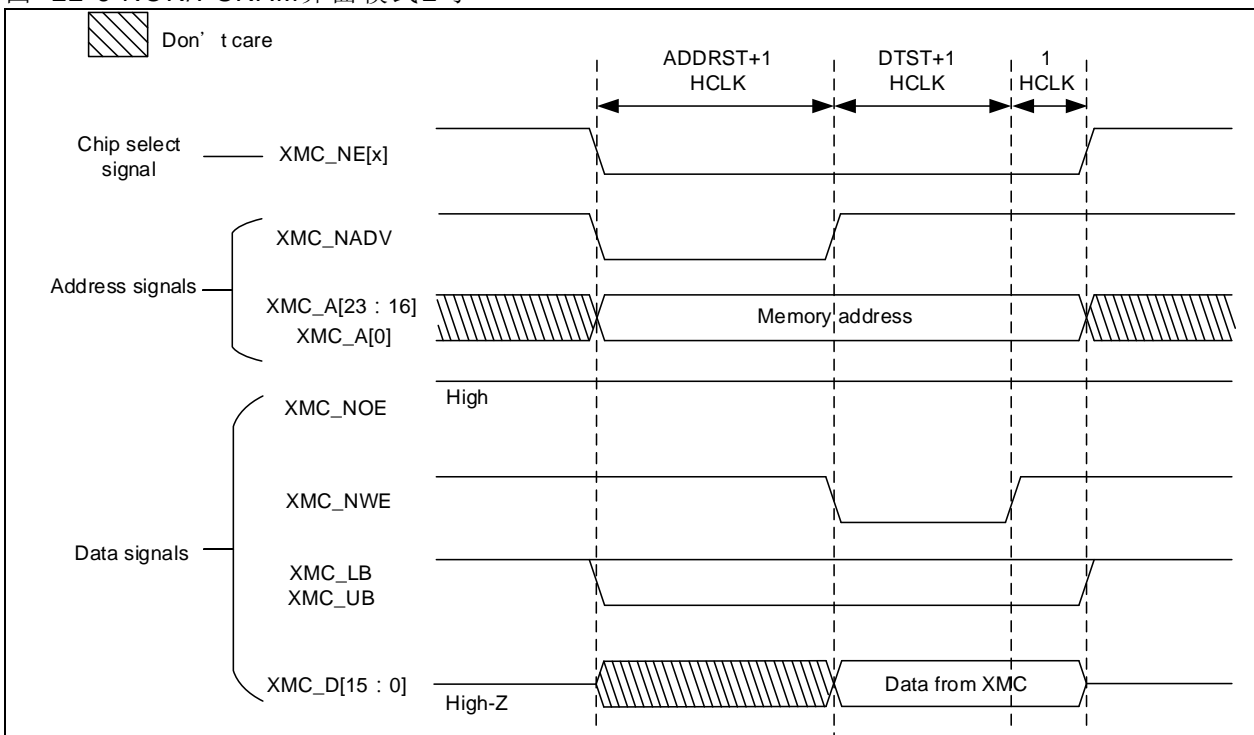 Don't care
ADDRST+1
HCLK
DTST+1
HCLK
1
HCLK
Chip select
signal
XMC_NE[x]
XMC_NADV
Address signals
XMC_A[23 : 16]
XMC_A[0]
Memory address
XMC_NOE
High
XMC_NWE
Data signals
XMC_LB
XMC_UB
XMC_D[15 : 0]
High-Z
Data from XMC